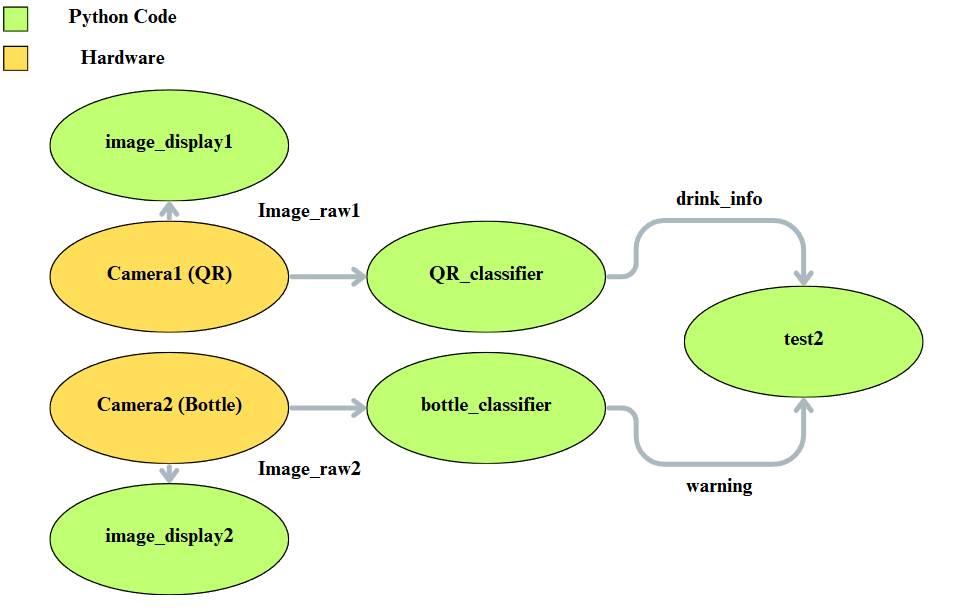 Python Code
Hardware
image_display1
Image_raw1
drink_info
Camera1 (QR)
QR_classifier
test2
Camera2 (Bottle)
bottle_classifier
Image_raw2
warning
image_display2